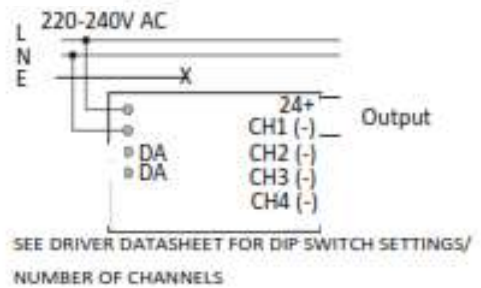 220-240V AC
L
N
E
X
24+
CH1 (-)
Output
DA
CH2 (-)
DA
CH3 (-)
CH4 (-)
SEE DRIVER DATASHEET FOR DIP SWITCH SETTINGS/
NUMBER OF CHANNELS